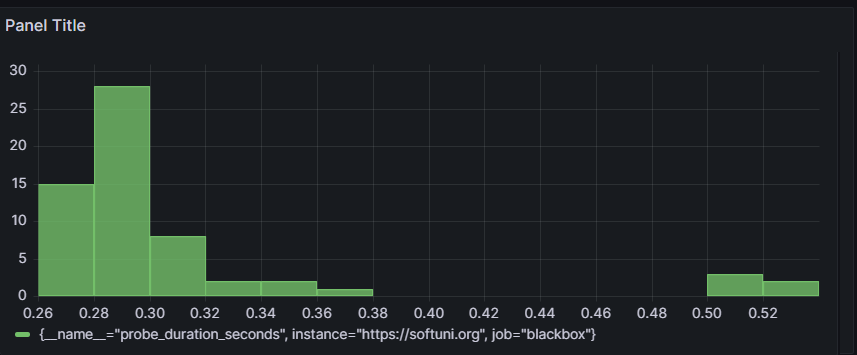 Panel Title
30
25
20
15
10
5
0
0.26 0.28 0.30 0.32 0.34 0.36 0.38 0.40 0.42 0.44 0.46 0.48 0.50 0.52
{__name__="probe_duration_seconds", instance="https://softuni.org", job="blackbox"}